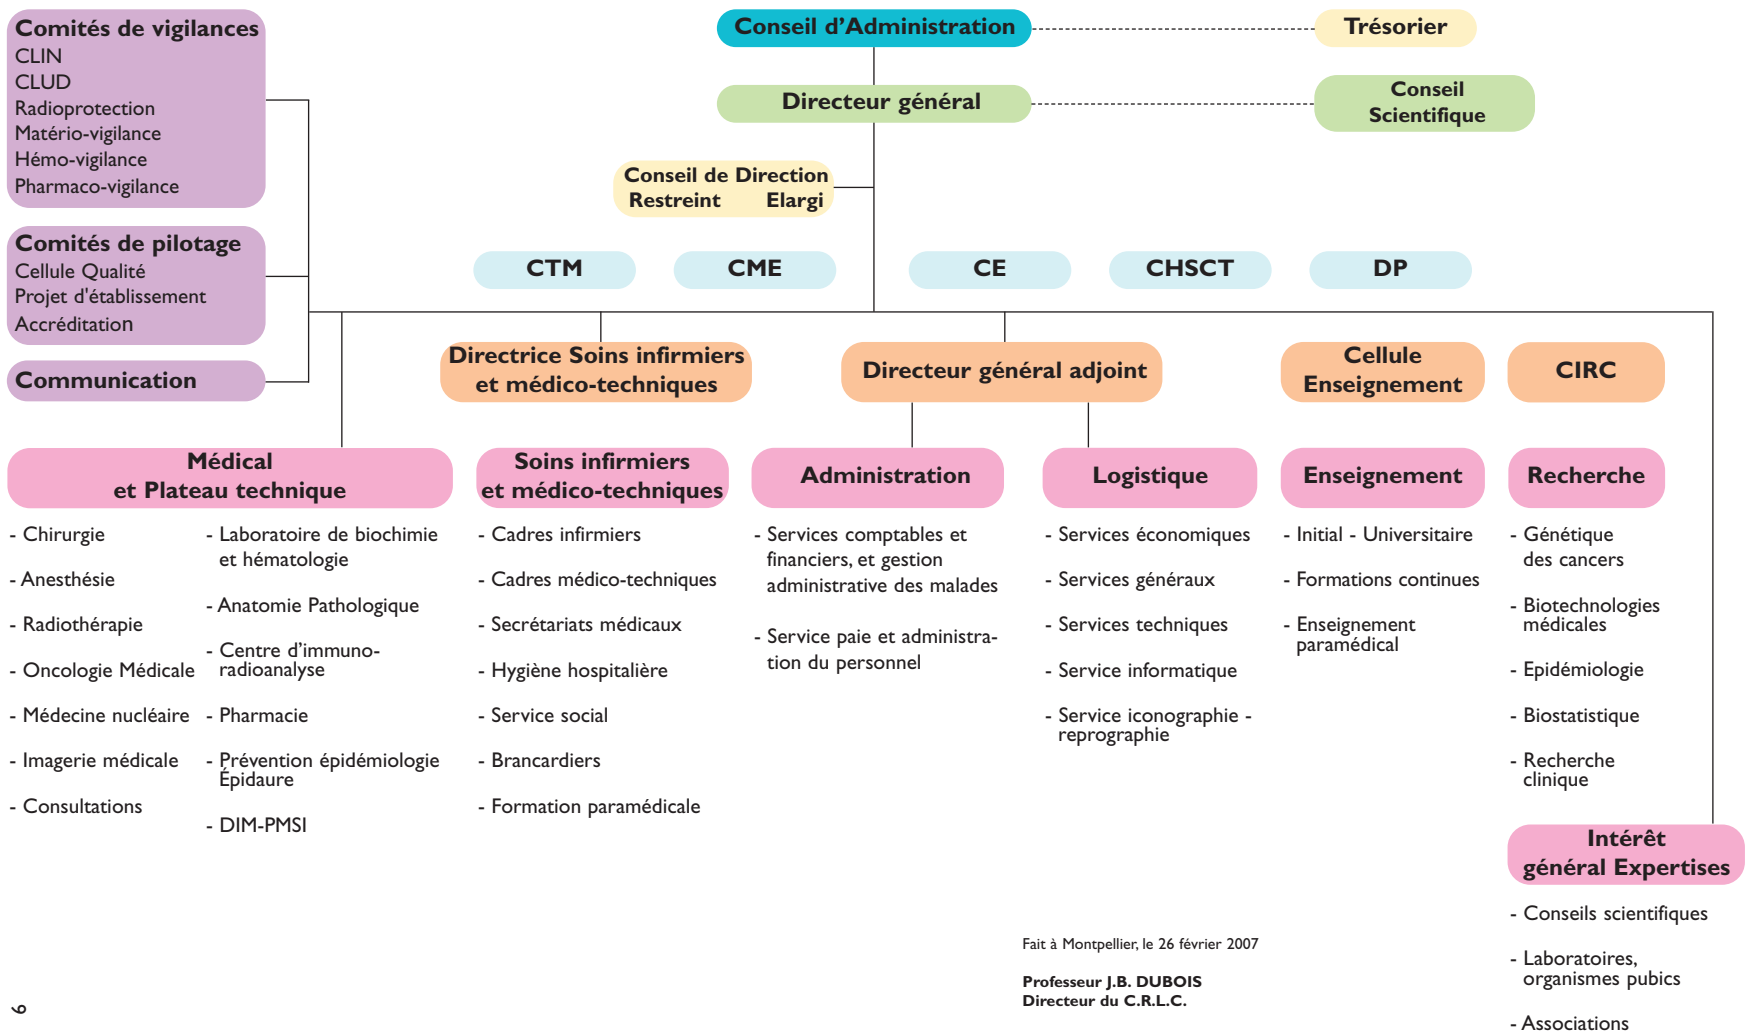 Comités de vigilances
CLIN
CLUD
Radioprotection
Matério-vigilance
Hémo-vigilance
Pharmaco-vigilance
Conseil d'Administration
Trésorier
Directeur général
Conseil
Scientifique
Conseil de Direction
Restreint Elargi
Comités de pilotage
Cellule Qualité
Projet d'établissement
Accréditation
Communication
CTM
CME
CE
CHSCT
DP
Directrice Soins infirmiers
et médico-techniques
Directeur général adjoint
Cellule
Enseignement
CIRC
Médical
et Plateau technique
- Chirurgie
- Anesthésie
- Radiothérapie
- Oncologie Médicale
- Médecine nucléaire
- Imagerie médicale
- Consultations
- Laboratoire de biochimie
et hématologie
- Anatomie Pathologique
- Centre d'immuno-
radioanalyse
- Pharmacie
- Prévention épidémiologie
Épidaure
- DIM-PMSI
Soins infirmiers
et médico-techniques
- Cadres infirmiers
- Cadres médico-techniques
- Secrétariats médicaux
- Hygiène hospitalière
- Service social
- Brancardiers
- Formation paramédicale
Administration
- Services comptables et
financiers, et gestion
administrative des malades
- Service paie et administra-
tion du personnel
Logistique
- Services économiques
- Services généraux
- Services techniques
- Service informatique
- Service iconographie -
reprographie
Enseignement
- Initial - Universitaire
- Formations continues
- Enseignement
paramédical
Recherche
- Génétique
des cancers
- Biotechnologies
médicales
- Epidémiologie
- Biostatistique
- Recherche
clinique
Intérêt
général Expertises
- Conseils scientifiques
- Laboratoires,
organismes pubics
- Associations
Fait à Montpellier, le 26 février 2007
Professeur J.B. DUBOIS
Directeur du C.R.L.C.
6